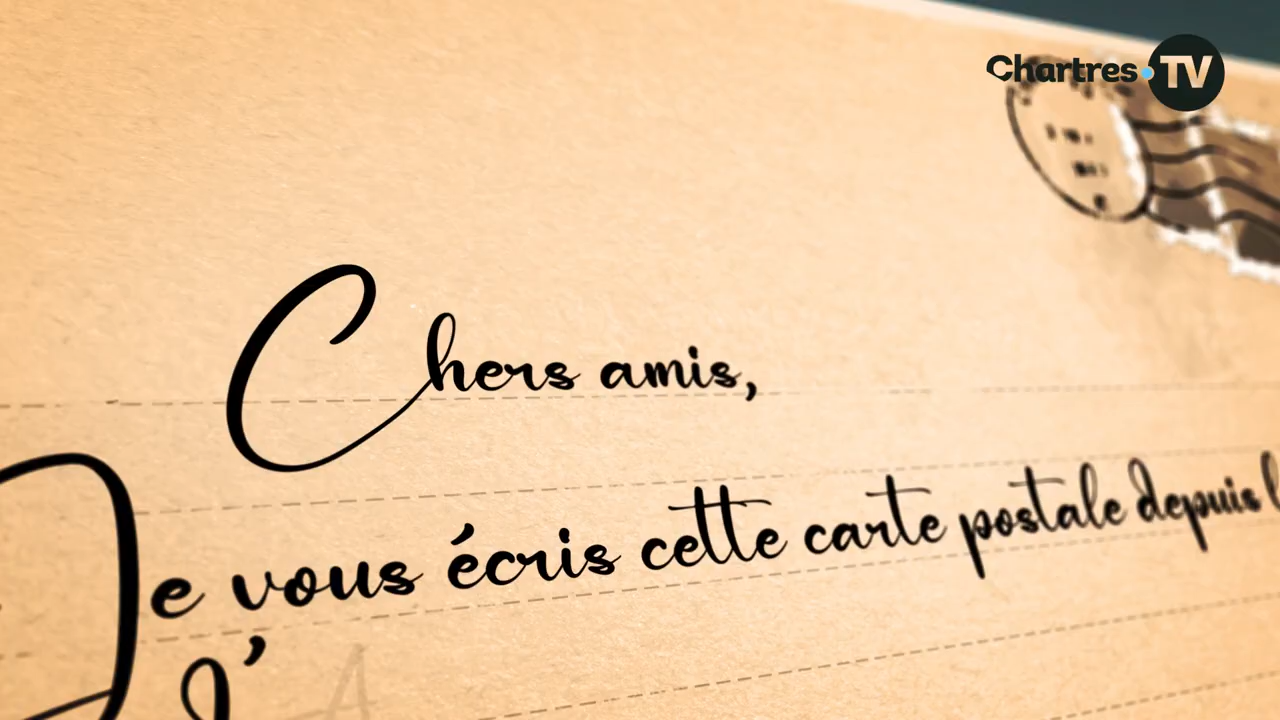 Chartres.TV
Chers amis,
Je vous écris cette carte postale depuis